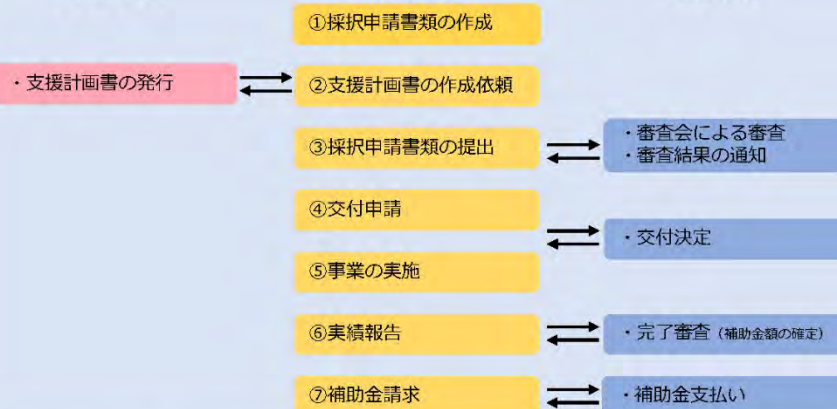 ①採択申請書類の作成
・支援計画書の発行
②支援計画書の作成依頼
③採択申請書類の提出
・審査会による審査
・審査結果の通知
④交付申請
・交付決定
⑤事業の実施
⑥実績報告
・完了審査（補助金額の確定）
⑦補助金請求
・補助金支払い